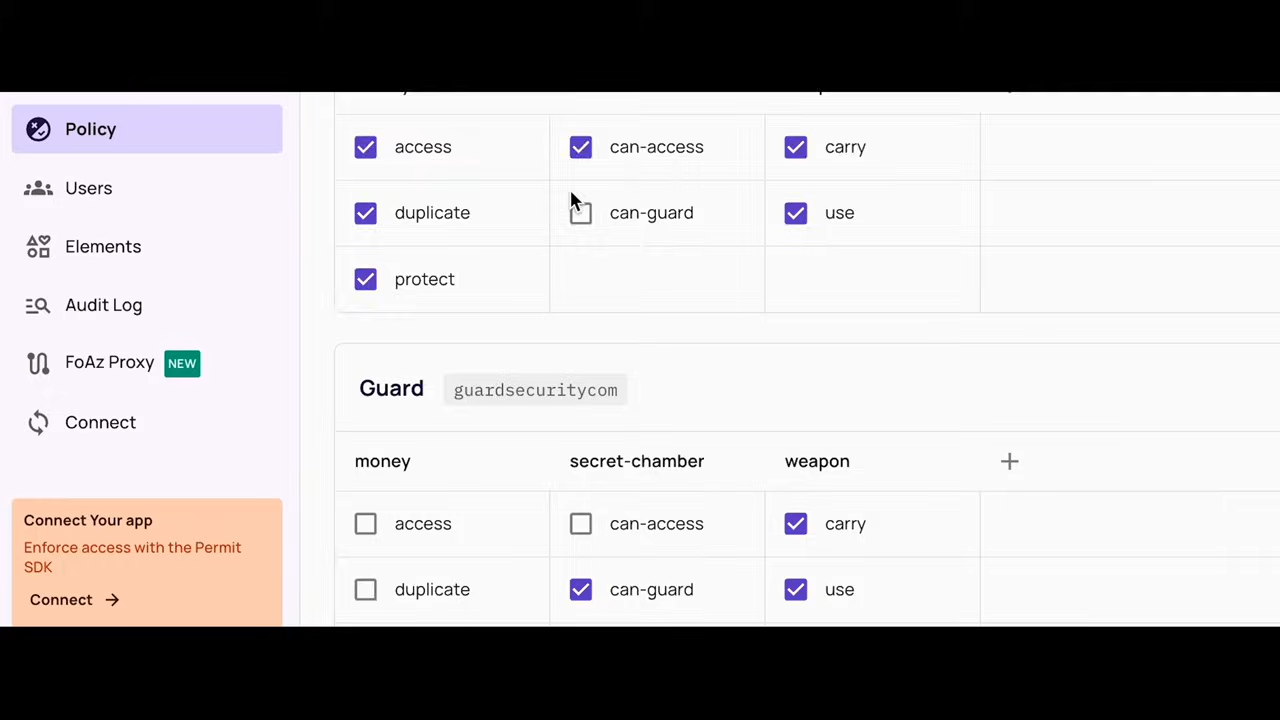 Policy
Users
Elements
Audit Log
FoAz Proxy NEW
Connect
Connect Your app
Enforce access with the Permit
SDK
Connect →
access can-access carry
duplicate can-guard use
protect
Guard guardsecuritycom
money secret-chamber weapon +
access can-access carry
duplicate can-guard use